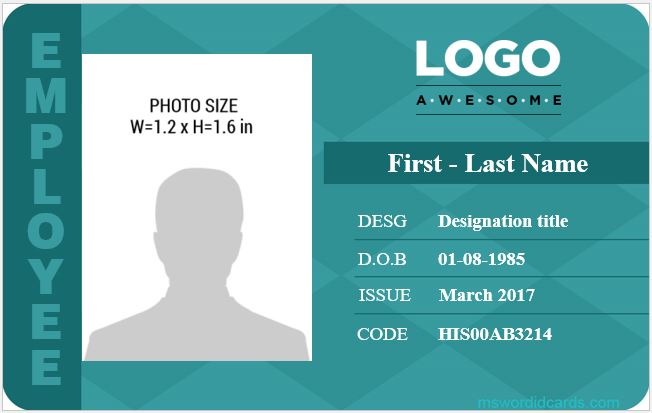 EMPLOYEE
PHOTO SIZE
W=1.2 x H=1.6 in
LOGO
A·W·E·S·O·M·E
First - Last Name
DESG Designation title
D.O.B 01-08-1985
ISSUE March 2017
CODE HIS00AB3214
mswordidcards.com